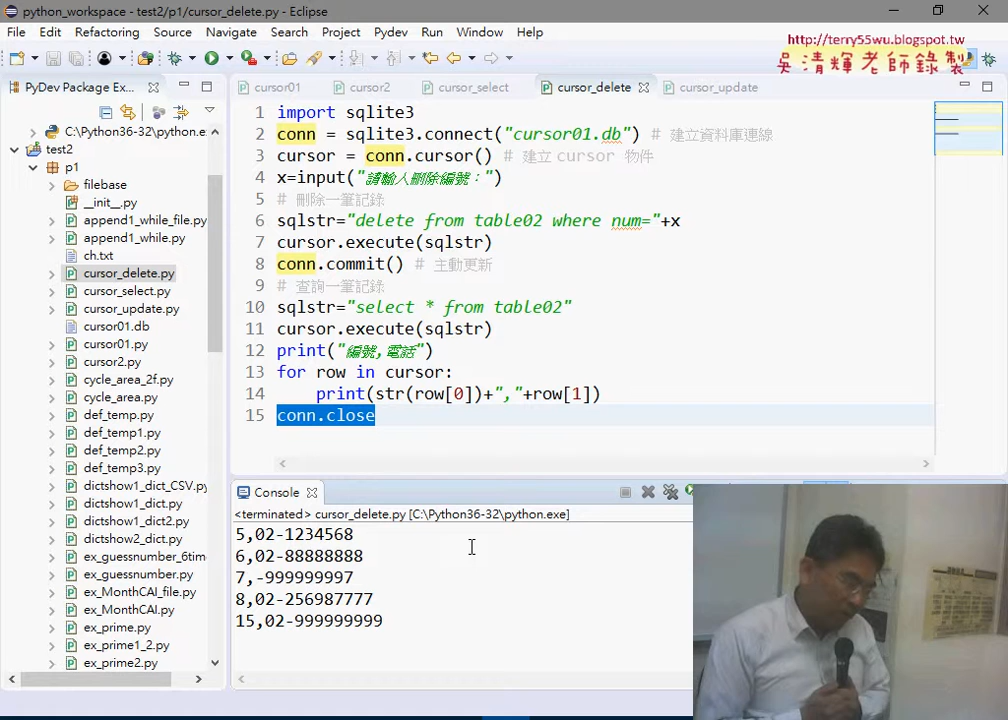 python_workspace - test2/p1/cursor_delete.py - Eclipse
File Edit Refactoring Source Navigate Search Project Pydev Run Window Help
http://terry55wu.blogspot.tw
吳清輝老師錄製
PyDev Package Ex...
C:\Python36-32\python.e
test2
p1
filebase
__init__.py
append1_while_file.py
append1_while.py
ch.txt
cursor_delete.py
cursor_select.py
cursor_update.py
cursor01.db
cursor01.py
cursor2.py
cycle_area_2f.py
cycle_area.py
def_temp.py
def_temp1.py
def_temp2.py
def_temp3.py
dictshow1_dict_CSV.py
dictshow1_dict.py
dictshow1_dict2.py
dictshow2_dict.py
ex_guessnumber_6tim
ex_guessnumber.py
ex_MonthCAI_file.py
ex_MonthCAI.py
ex_prime.py
ex_prime1_2.py
ex_prime2.py
cursor01 cursor2 cursor_select cursor_delete cursor_update
1 import sqlite3
2 conn = sqlite3.connect("cursor01.db") # 建立資料庫連線
3 cursor = conn.cursor() # 建立 cursor 物件
4 x=input("請輸入刪除編號：")
5 # 刪除一筆記錄
6 sqlstr="delete from table02 where num="+x
7 cursor.execute(sqlstr)
8 conn.commit() # 主動更新
9 # 查詢一筆記錄
10 sqlstr="select * from table02"
11 cursor.execute(sqlstr)
12 print("編號,電話")
13 for row in cursor:
14 print(str(row[0])+","+row[1])
15 conn.close
Console
<terminated> cursor_delete.py [C:\Python36-32\python.exe]
5,02-1234568
6,02-88888888
7,-999999997
8,02-256987777
15,02-999999999